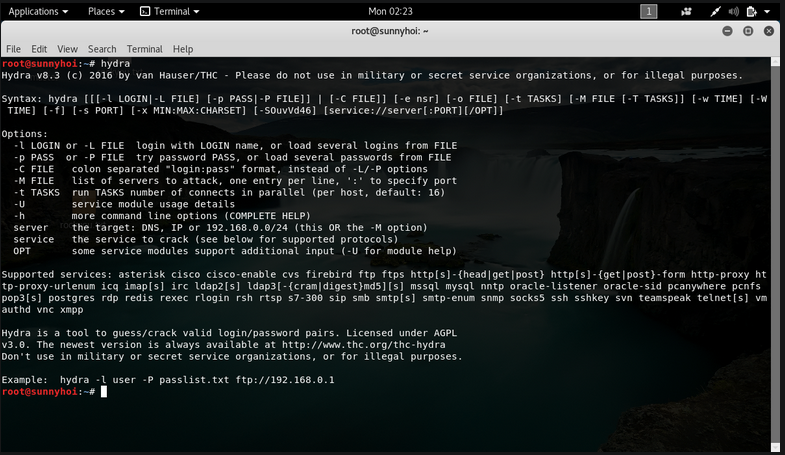 Applications Places Terminal Mon 02:23 1
root@sunnyhoi: ~
File Edit View Search Terminal Help
root@sunnyhoi:~# hydra
Hydra v8.3 (c) 2016 by van Hauser/THC - Please do not use in military or secret service organizations, or for illegal purposes.
Syntax: hydra [[[-l LOGIN|-L FILE] [-p PASS|-P FILE]] | [-C FILE]] [-e nsr] [-o FILE] [-t TASKS] [-M FILE [-T TASKS]] [-w TIME] [-W
TIME] [-f] [-s PORT] [-x MIN:MAX:CHARSET] [-SOuvVd46] [service://server[:PORT][/OPT]]
Options:
-l LOGIN or -L FILE  login with LOGIN name, or load several logins from FILE
-p PASS  or -P FILE  try password PASS, or load several passwords from FILE
-C FILE   colon separated "login:pass" format, instead of -L/-P options
-M FILE   list of servers to attack, one entry per line, ':' to specify port
-t TASKS  run TASKS number of connects in parallel (per host, default: 16)
-U        service module usage details
-h        more command line options (COMPLETE HELP)
server    the target: DNS, IP or 192.168.0.0/24 (this OR the -M option)
service   the service to crack (see below for supported protocols)
OPT       some service modules support additional input (-U for module help)
Supported services: asterisk cisco cisco-enable cvs firebird ftp ftps http[s]-{head|get|post} http[s]-{get|post}-form http-proxy ht
tp-proxy-urlenum icq imap[s] irc ldap2[s] ldap3[-{cram|digest}md5][s] mssql mysql nntp oracle-listener oracle-sid pcanywhere pcnfs
pop3[s] postgres rdp redis rexec rlogin rsh rtsp s7-300 sip smb smtp[s] smtp-enum snmp socks5 ssh sshkey svn teamspeak telnet[s] vm
authd vnc xmpp
Hydra is a tool to guess/crack valid login/password pairs. Licensed under AGPL
v3.0. The newest version is always available at http://www.thc.org/thc-hydra
Don't use in military or secret service organizations, or for illegal purposes.
Example:  hydra -l user -P passlist.txt ftp://192.168.0.1
root@sunnyhoi:~#